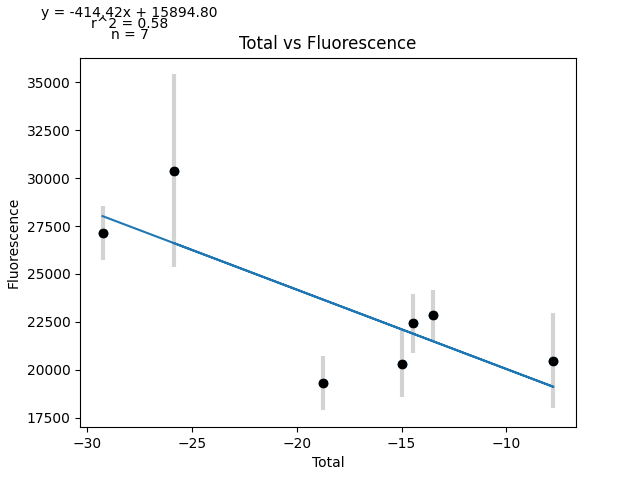 y = -414.42x + 15894.80
r^2 = 0.58
n = 7
Total vs Fluorescence
35000
32500
30000
27500
25000
22500
20000
17500
Fluorescence
−30
−25
−20
−15
−10
Total